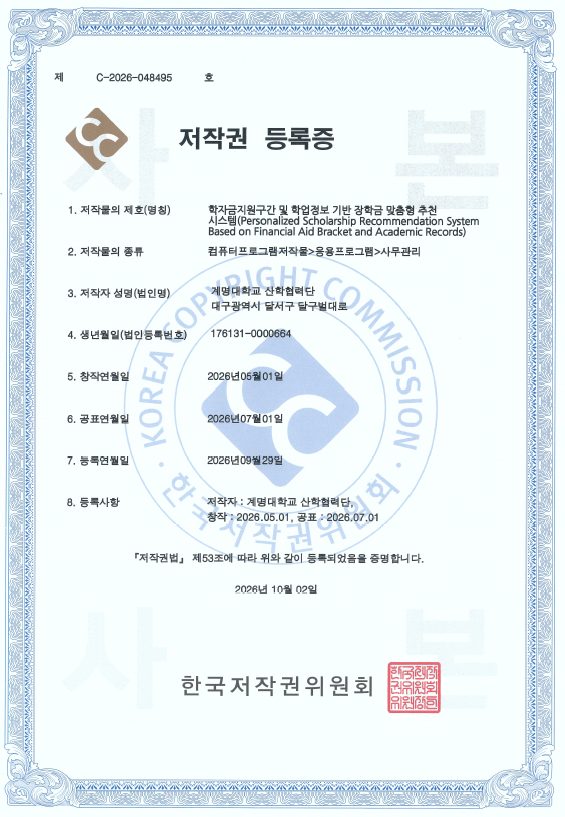 제 C-2026-048495 호
저작권 등록증
1. 저작물의 제호(명칭) 학자금지원구간 및 학업정보 기반 장학금 맞춤형 추천
시스템(Personalized Scholarship Recommendation System
Based on Financial Aid Bracket and Academic Records)
2. 저작물의 종류 컴퓨터프로그램저작물>응용프로그램>사무관리
3. 저작자 성명(법인명) 계명대학교 산학협력단
대구광역시 달서구 달구벌대로
4. 생년월일(법인등록번호) 176131-0000664
5. 창작연월일 2026년05월01일
6. 공표연월일 2026년07월01일
7. 등록연월일 2026년09월29일
8. 등록사항 저작자 : 계명대학교 산학협력단,
창작 : 2026.05.01, 공표 : 2026.07.01
『저작권법』 제53조에 따라 위와 같이 등록되었음을 증명합니다.
2026년 10월 02일
한국저작권위원회
KOREA COPYRIGHT COMMISSION
한국저작권위원회
사 본
사 본